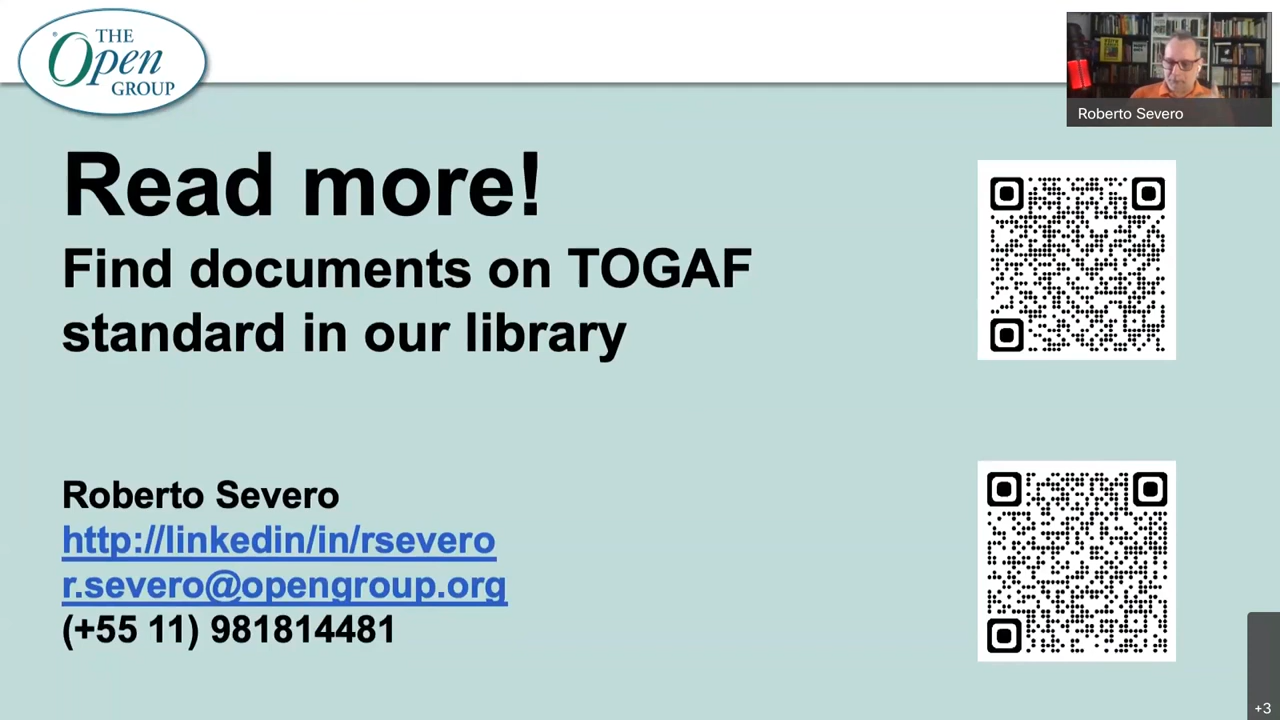 THE
Open
GROUP
Roberto Severo
Read more!
Find documents on TOGAF
standard in our library
Roberto Severo
http://linkedin/in/rsevero
r.severo@opengroup.org
(+55 11) 981814481
+3